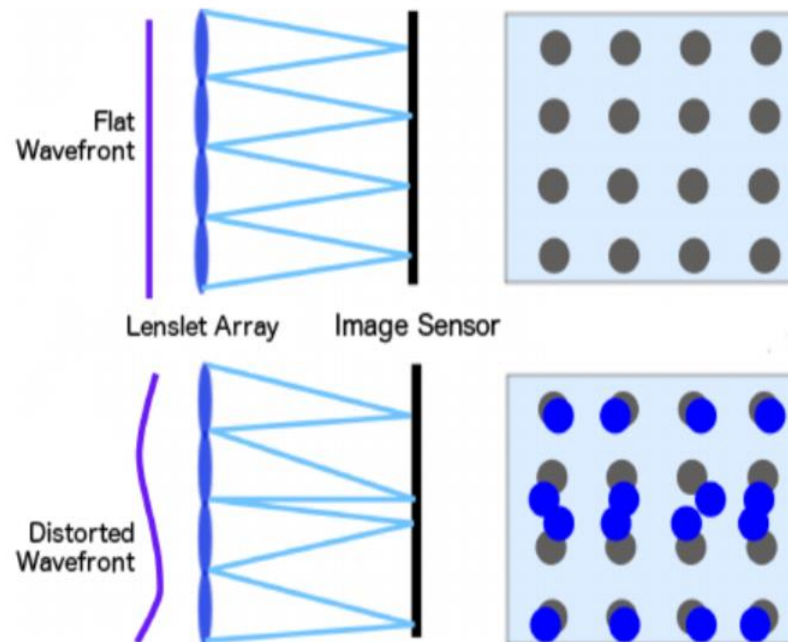 Flat
Wavefront
Lenslet Array
Image Sensor
Distorted
Wavefront